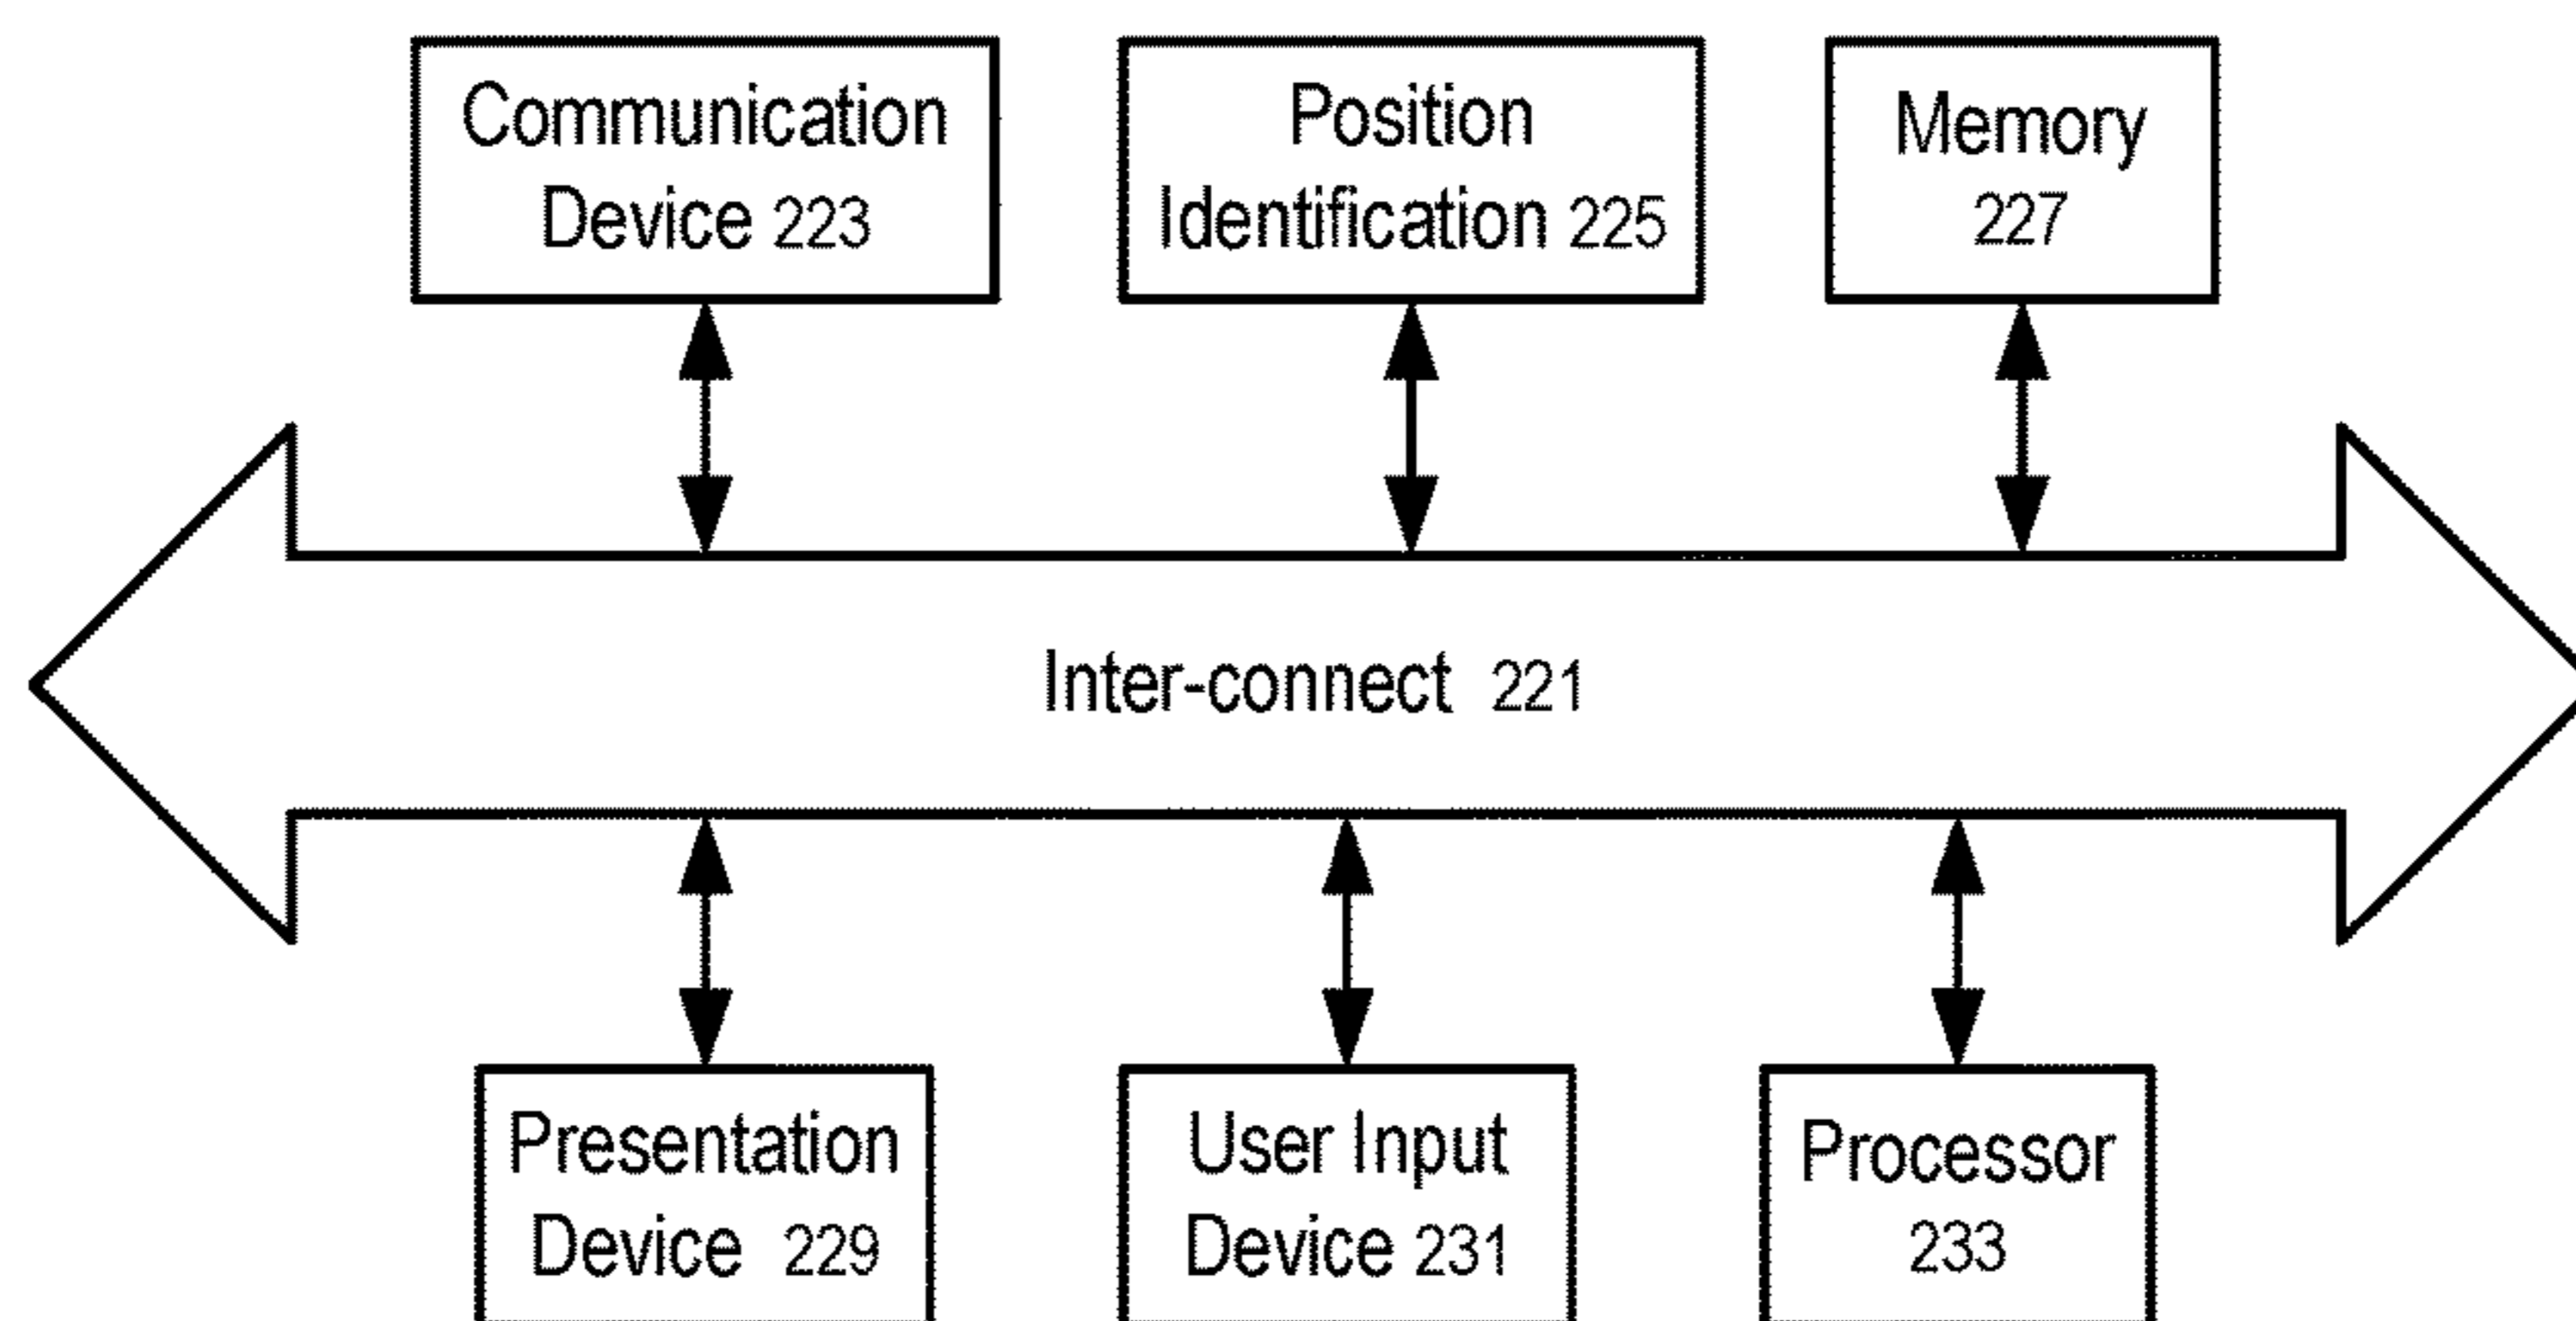 Communication
Device 223
Position
Identification 225
Memory
227
Inter-connect 221
Presentation
Device 229
User Input
Device 231
Processor
233